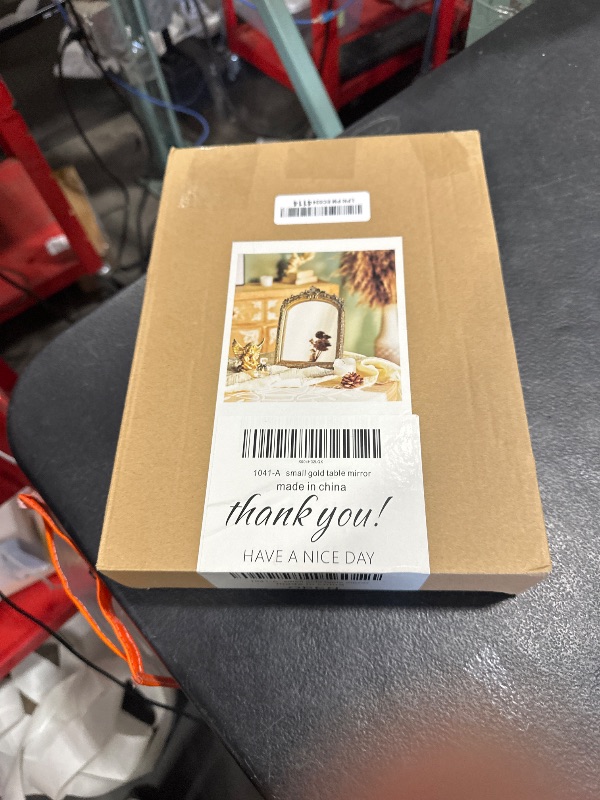 1041-A small gold table mirror
made in china
thank you!
HAVE A NICE DAY